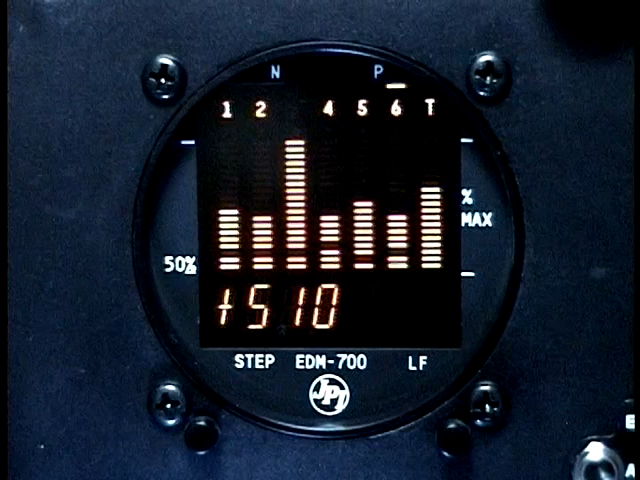 N P
1 2 4 5 6 T
%
MAX
50%
1510
STEP EDM-700 LF
JPI